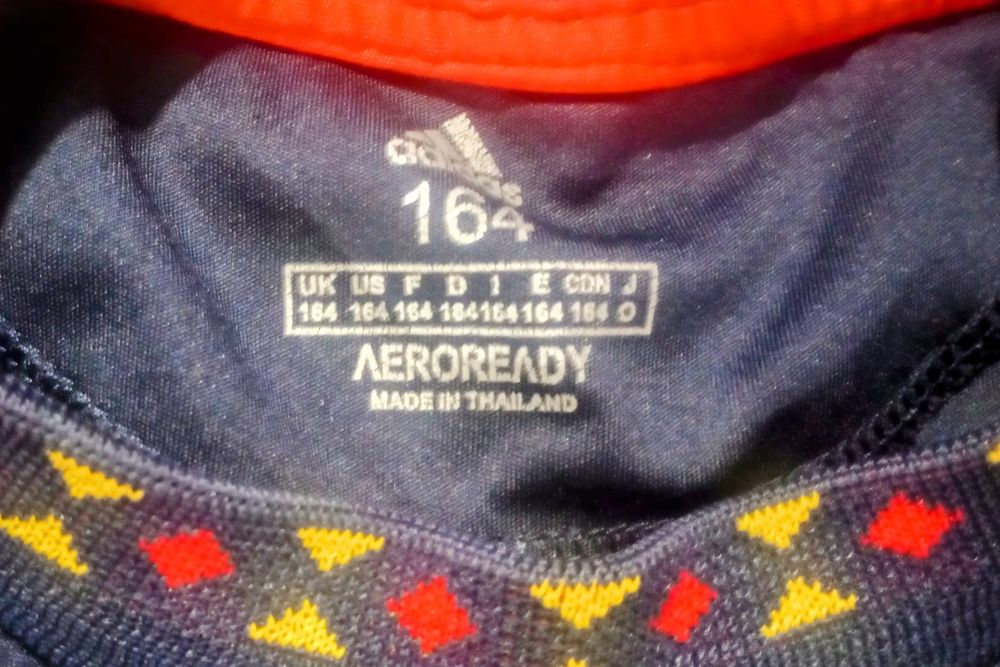 adidas
164
UK US F D I E CDN J
164 164 164 164 164 164 164 O
AEROREADY
MADE IN THAILAND